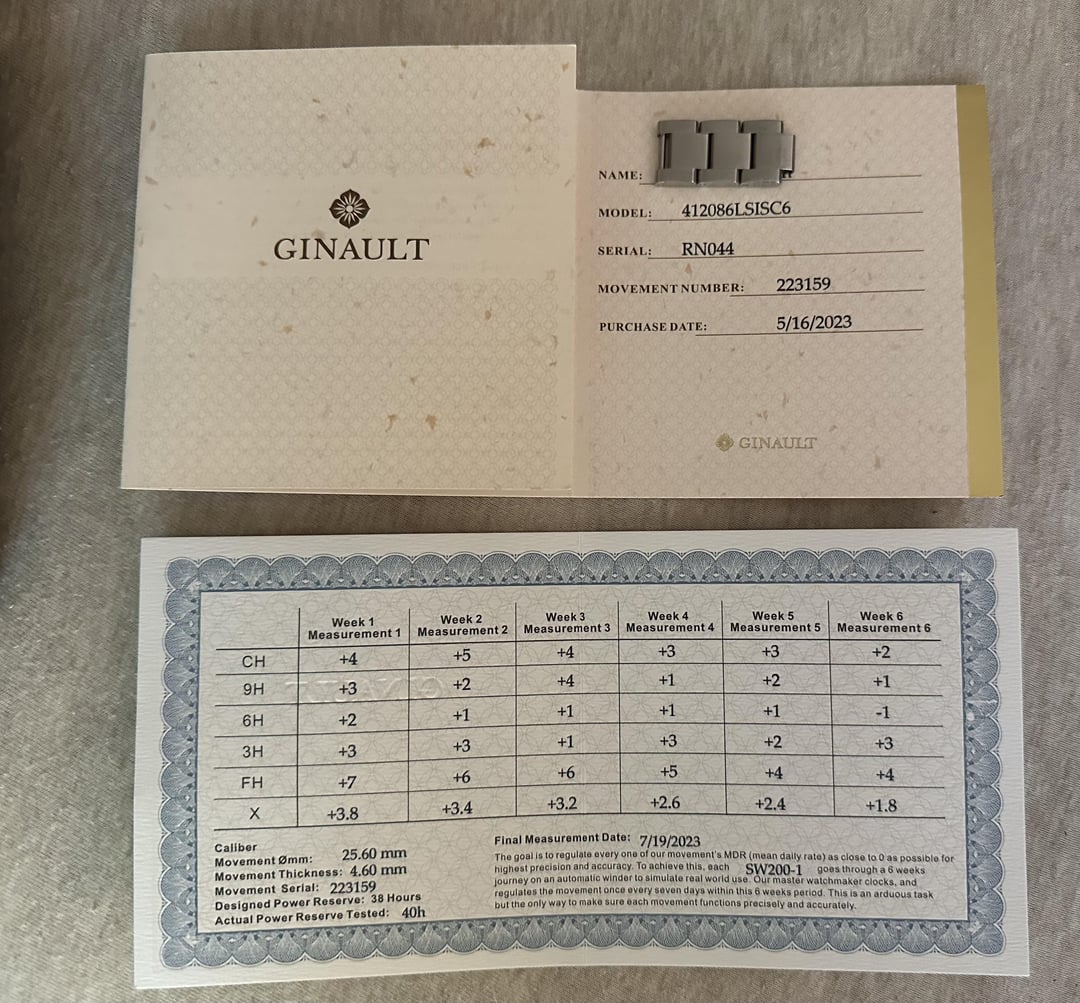 GINAULT
NAME:
MODEL: 412086LSISC6
SERIAL: RN044
MOVEMENT NUMBER: 223159
PURCHASE DATE: 5/16/2023
GINAULT
Week 1 Week 2 Week 3 Week 4 Week 5 Week 6
Measurement 1 Measurement 2 Measurement 3 Measurement 4 Measurement 5 Measurement 6
CH +4 +5 +4 +3 +3 +2
9H +3 +2 +4 +1 +2 +1
6H +2 +1 +1 +1 +1 -1
3H +3 +3 +1 +3 +2 +3
FH +7 +6 +6 +5 +4 +4
X +3.8 +3.4 +3.2 +2.6 +2.4 +1.8
Caliber
Movement Ømm: 25.60 mm
Movement Thickness: 4.60 mm
Movement Serial: 223159
Designed Power Reserve: 38 Hours
Actual Power Reserve Tested: 40h
Final Measurement Date: 7/19/2023
The goal is to regulate every one of our movement's MDR (mean daily rate) as close to 0 as possible for
highest precision and accuracy. To achieve this, each SW200-1 goes through a 6 weeks
journey on an automatic winder to simulate real world use. Our master watchmaker clocks, and
regulates the movement once every seven days within this 6 weeks period. This is an arduous task
but the only way to make sure each movement functions precisely and accurately.